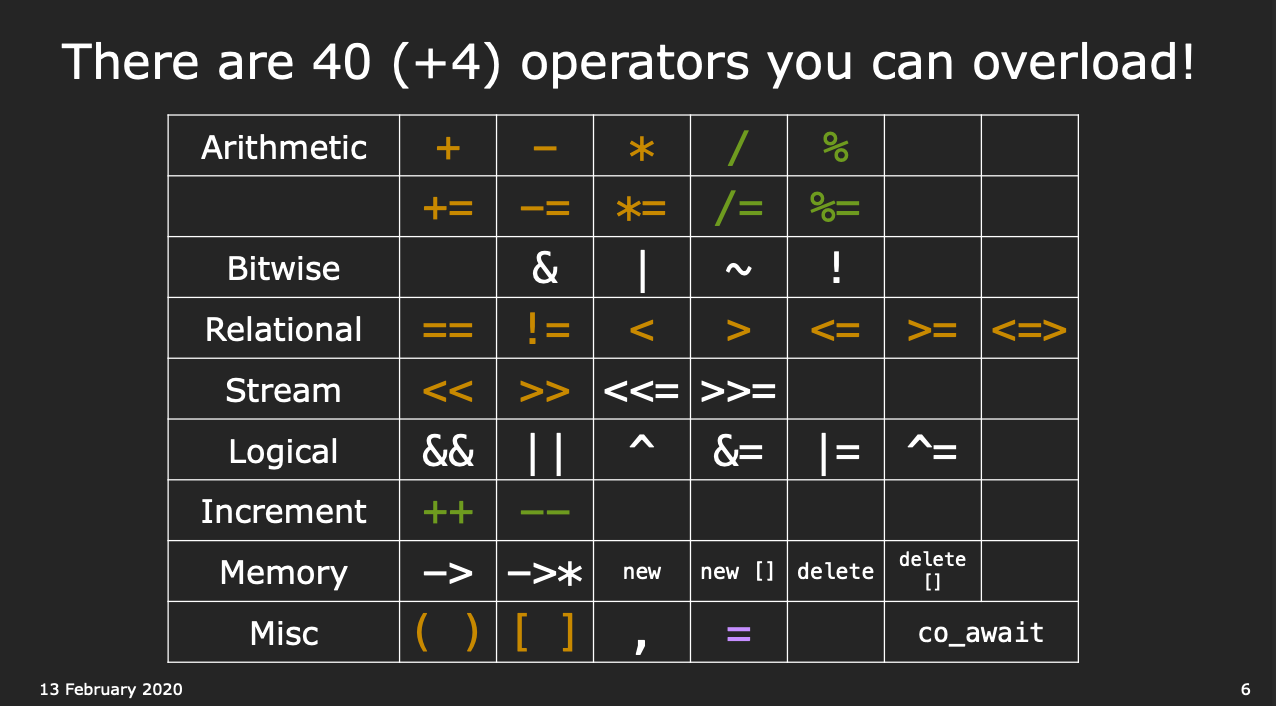 There are 40 (+4) operators you can overload!
Arithmetic + - * / %
+= -= *= /= %=
Bitwise & | ~ !
Relational == != < > <= >= <=>
Stream << >> <<= >>=
Logical && || ^ &= |= ^=
Increment ++ --
Memory -> ->* new new [] delete delete []
Misc ( ) [ ] , = co_await
13 February 2020 6